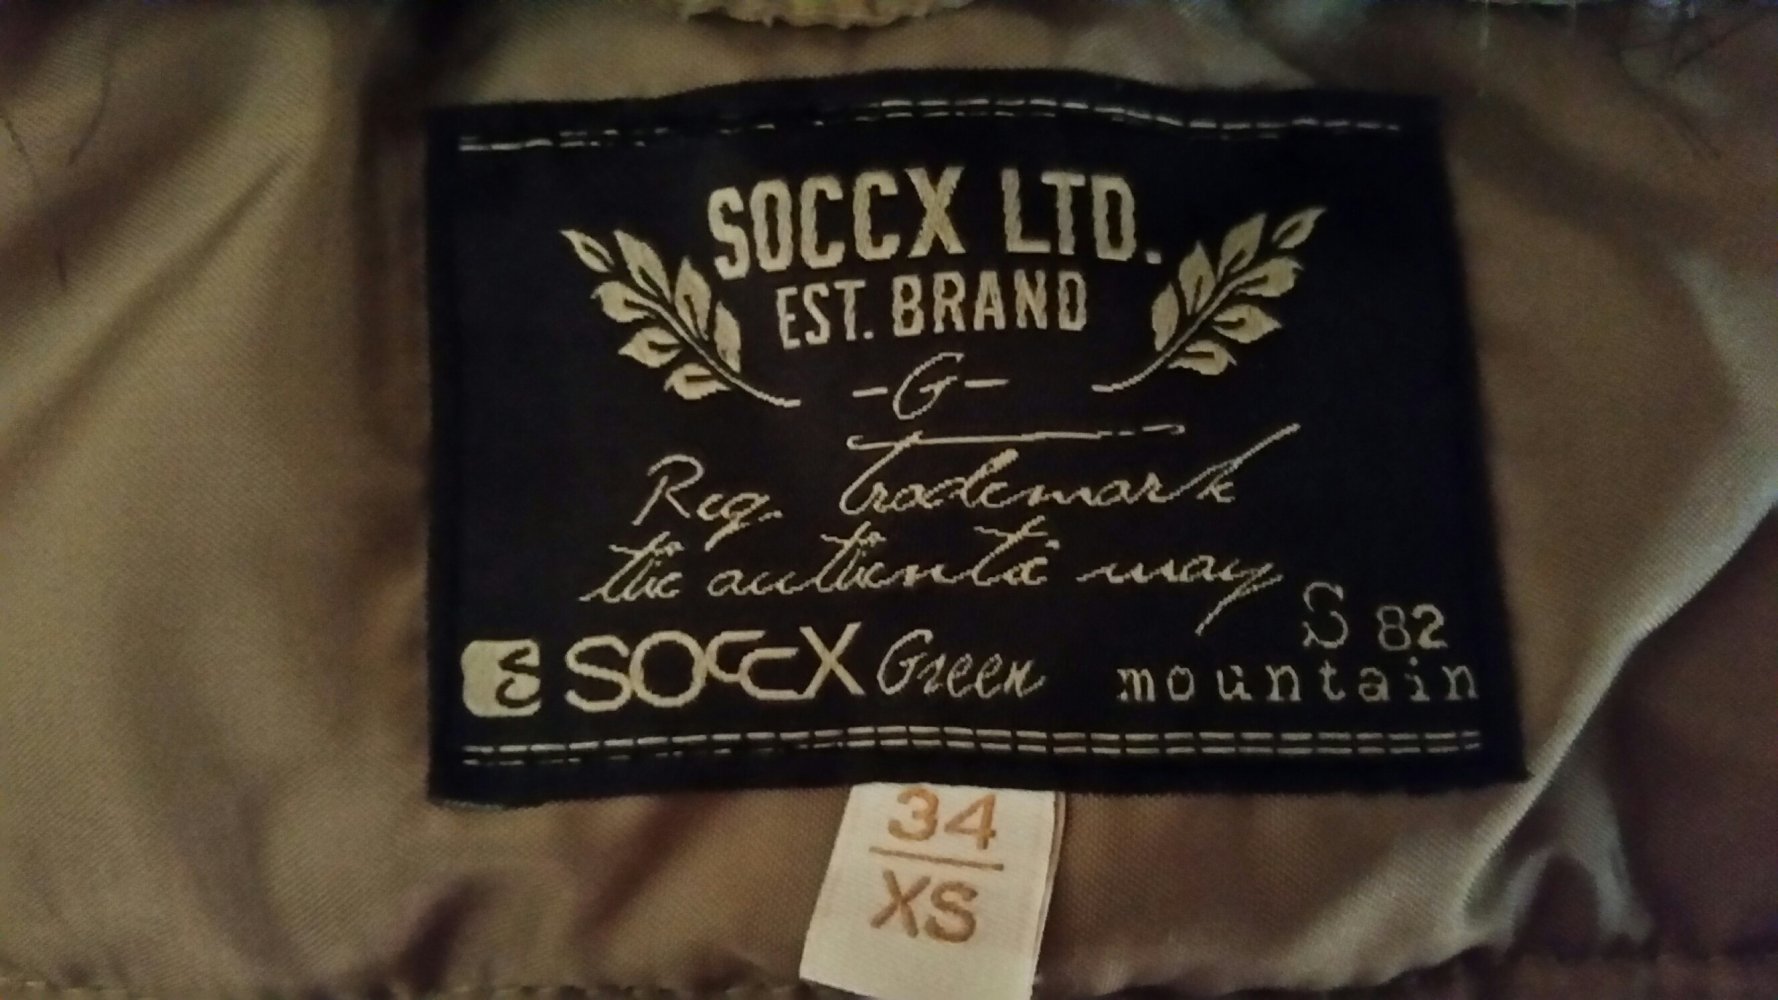 SOCCX LTD.
EST. BRAND
-G-
Reg. Trademark
the authentic way
S 82
S SOCCX Green mountain
34
XS